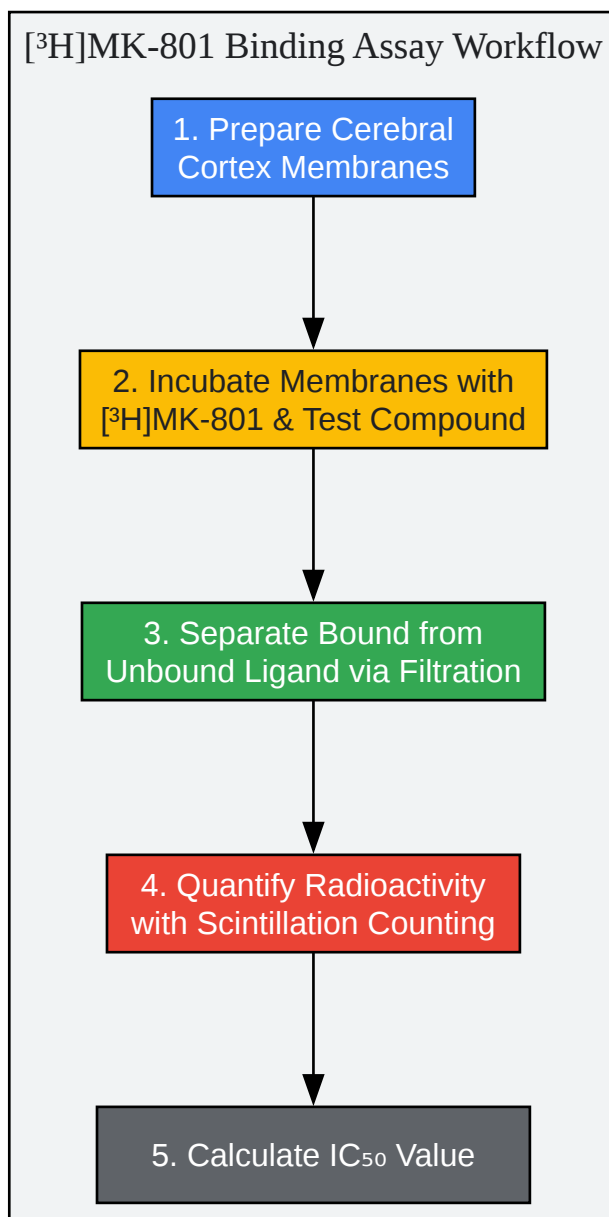 [³H]MK-801 Binding Assay Workflow
1. Prepare Cerebral
Cortex Membranes
2. Incubate Membranes with
[³H]MK-801 & Test Compound
3. Separate Bound from
Unbound Ligand via Filtration
4. Quantify Radioactivity
with Scintillation Counting
5. Calculate IC₅₀ Value